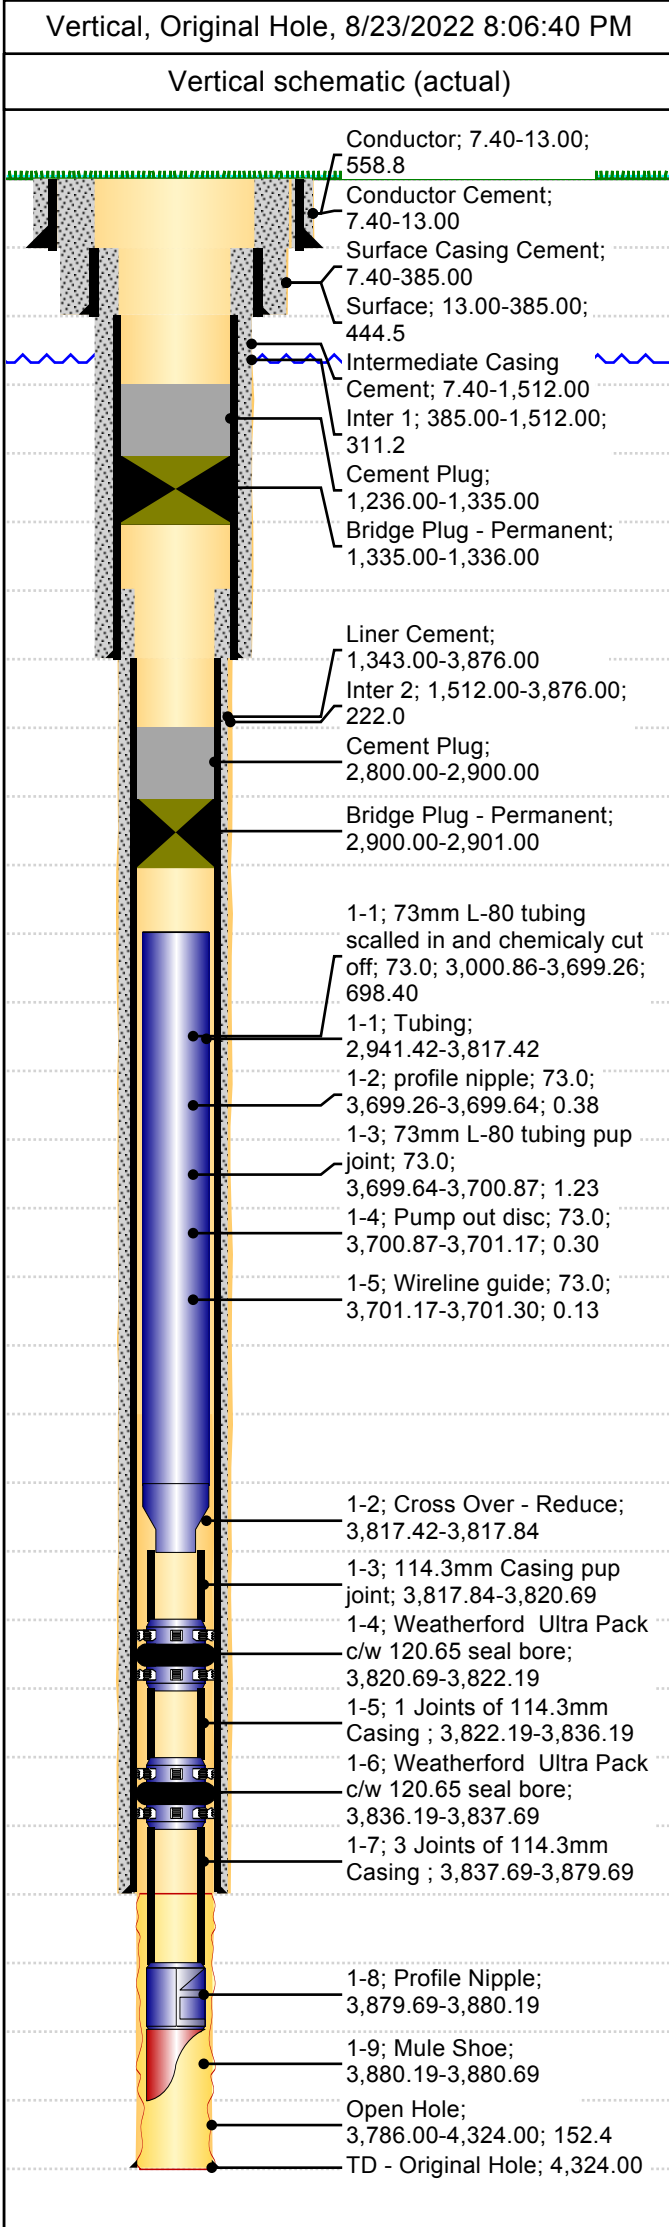 Vertical, Original Hole, 8/23/2022 8:06:40 PM
Vertical schematic (actual)
Conductor; 7.40-13.00;
558.8
Conductor Cement;
7.40-13.00
Surface Casing Cement;
7.40-385.00
Surface; 13.00-385.00;
444.5
Intermediate Casing
Cement; 7.40-1,512.00
Inter 1; 385.00-1,512.00;
311.2
Cement Plug;
1,236.00-1,335.00
Bridge Plug - Permanent;
1,335.00-1,336.00
Liner Cement;
1,343.00-3,876.00
Inter 2; 1,512.00-3,876.00;
222.0
Cement Plug;
2,800.00-2,900.00
Bridge Plug - Permanent;
2,900.00-2,901.00
1-1; 73mm L-80 tubing
scalled in and chemicaly cut
off; 73.0; 3,000.86-3,699.26;
698.40
1-1; Tubing;
2,941.42-3,817.42
1-2; profile nipple; 73.0;
3,699.26-3,699.64; 0.38
1-3; 73mm L-80 tubing pup
joint; 73.0;
3,699.64-3,700.87; 1.23
1-4; Pump out disc; 73.0;
3,700.87-3,701.17; 0.30
1-5; Wireline guide; 73.0;
3,701.17-3,701.30; 0.13
1-2; Cross Over - Reduce;
3,817.42-3,817.84
1-3; 114.3mm Casing pup
joint; 3,817.84-3,820.69
1-4; Weatherford  Ultra Pack
c/w 120.65 seal bore;
3,820.69-3,822.19
1-5; 1 Joints of 114.3mm
Casing ; 3,822.19-3,836.19
1-6; Weatherford  Ultra Pack
c/w 120.65 seal bore;
3,836.19-3,837.69
1-7; 3 Joints of 114.3mm
Casing ; 3,837.69-3,879.69
1-8; Profile Nipple;
3,879.69-3,880.19
1-9; Mule Shoe;
3,880.19-3,880.69
Open Hole;
3,786.00-4,324.00; 152.4
TD - Original Hole; 4,324.00